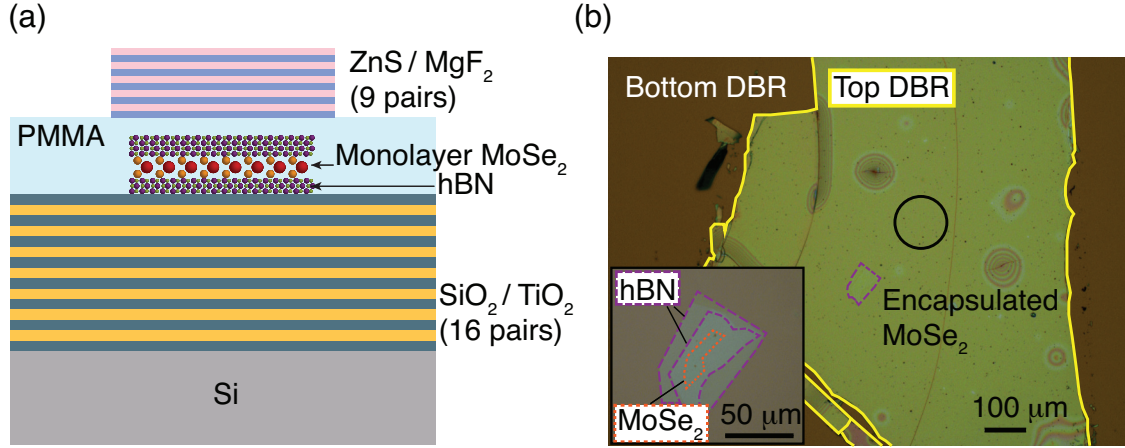 (a)
ZnS / MgF₂
(9 pairs)
PMMA
Monolayer MoSe₂
hBN
SiO₂ / TiO₂
(16 pairs)
Si
(b)
Bottom DBR
Top DBR
Encapsulated
MoSe₂
100 μm
hBN
MoSe₂
50 μm